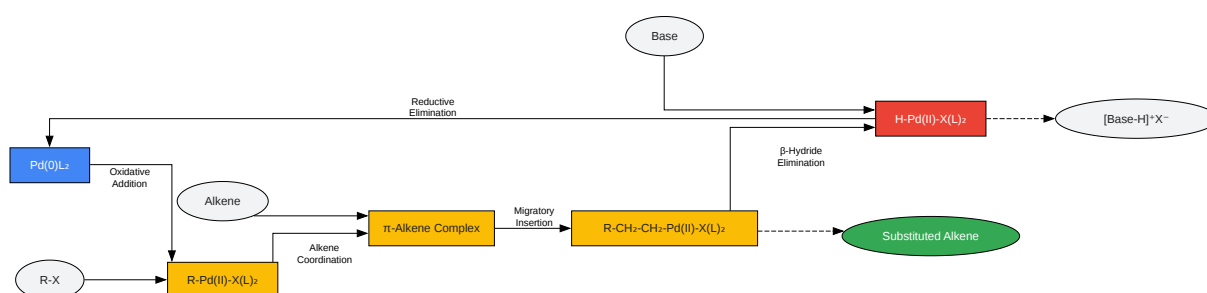 Base
Reductive
Elimination
H-Pd(II)-X(L)₂
[Base-H]⁺X⁻
Pd(0)L₂
Oxidative
Addition
β-Hydride
Elimination
Alkene
π-Alkene Complex
Migratory
Insertion
R-CH₂-CH₂-Pd(II)-X(L)₂
Substituted Alkene
Alkene
Coordination
R-X
R-Pd(II)-X(L)₂